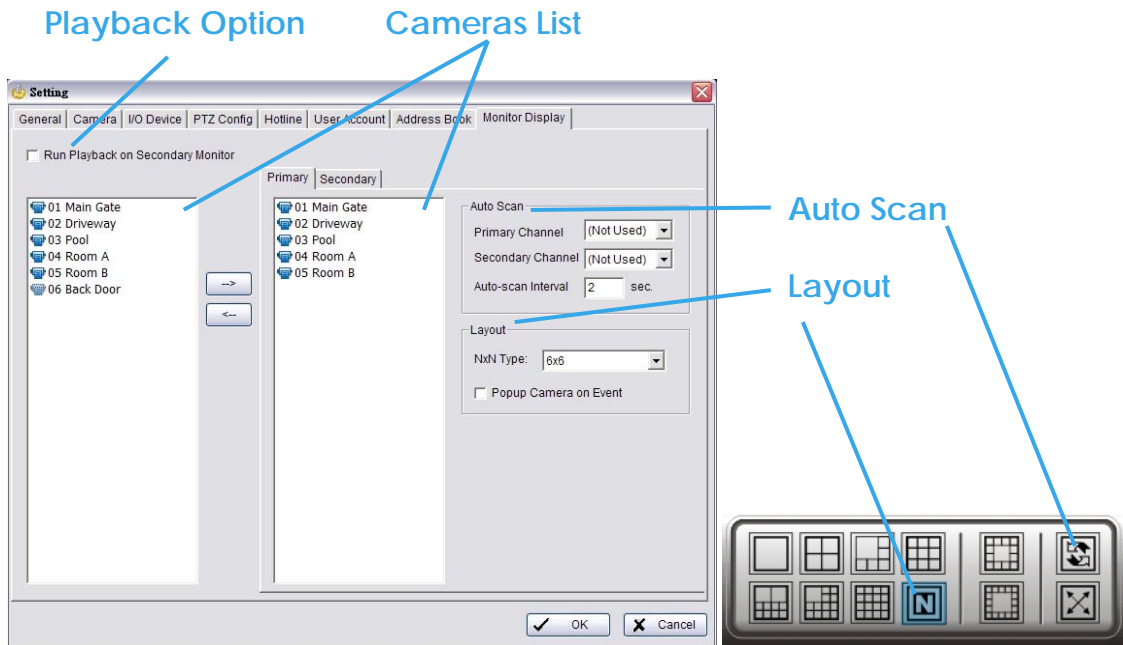 Playback Option
Cameras List
Setting
General
Camera
I/O Device
PTZ Config
Hotline
User Account
Address Book
Monitor Display
Run Playback on Secondary Monitor
Primary
Secondary
01 Main Gate
02 Driveway
03 Pool
04 Room A
05 Room B
06 Back Door
-->
<--
01 Main Gate
02 Driveway
03 Pool
04 Room A
05 Room B
Auto Scan
Primary Channel (Not Used)
Secondary Channel (Not Used)
Auto-scan Interval 2 sec.
Layout
NxN Type: 6x6
Popup Camera on Event
OK
Cancel
Auto Scan
Layout
N